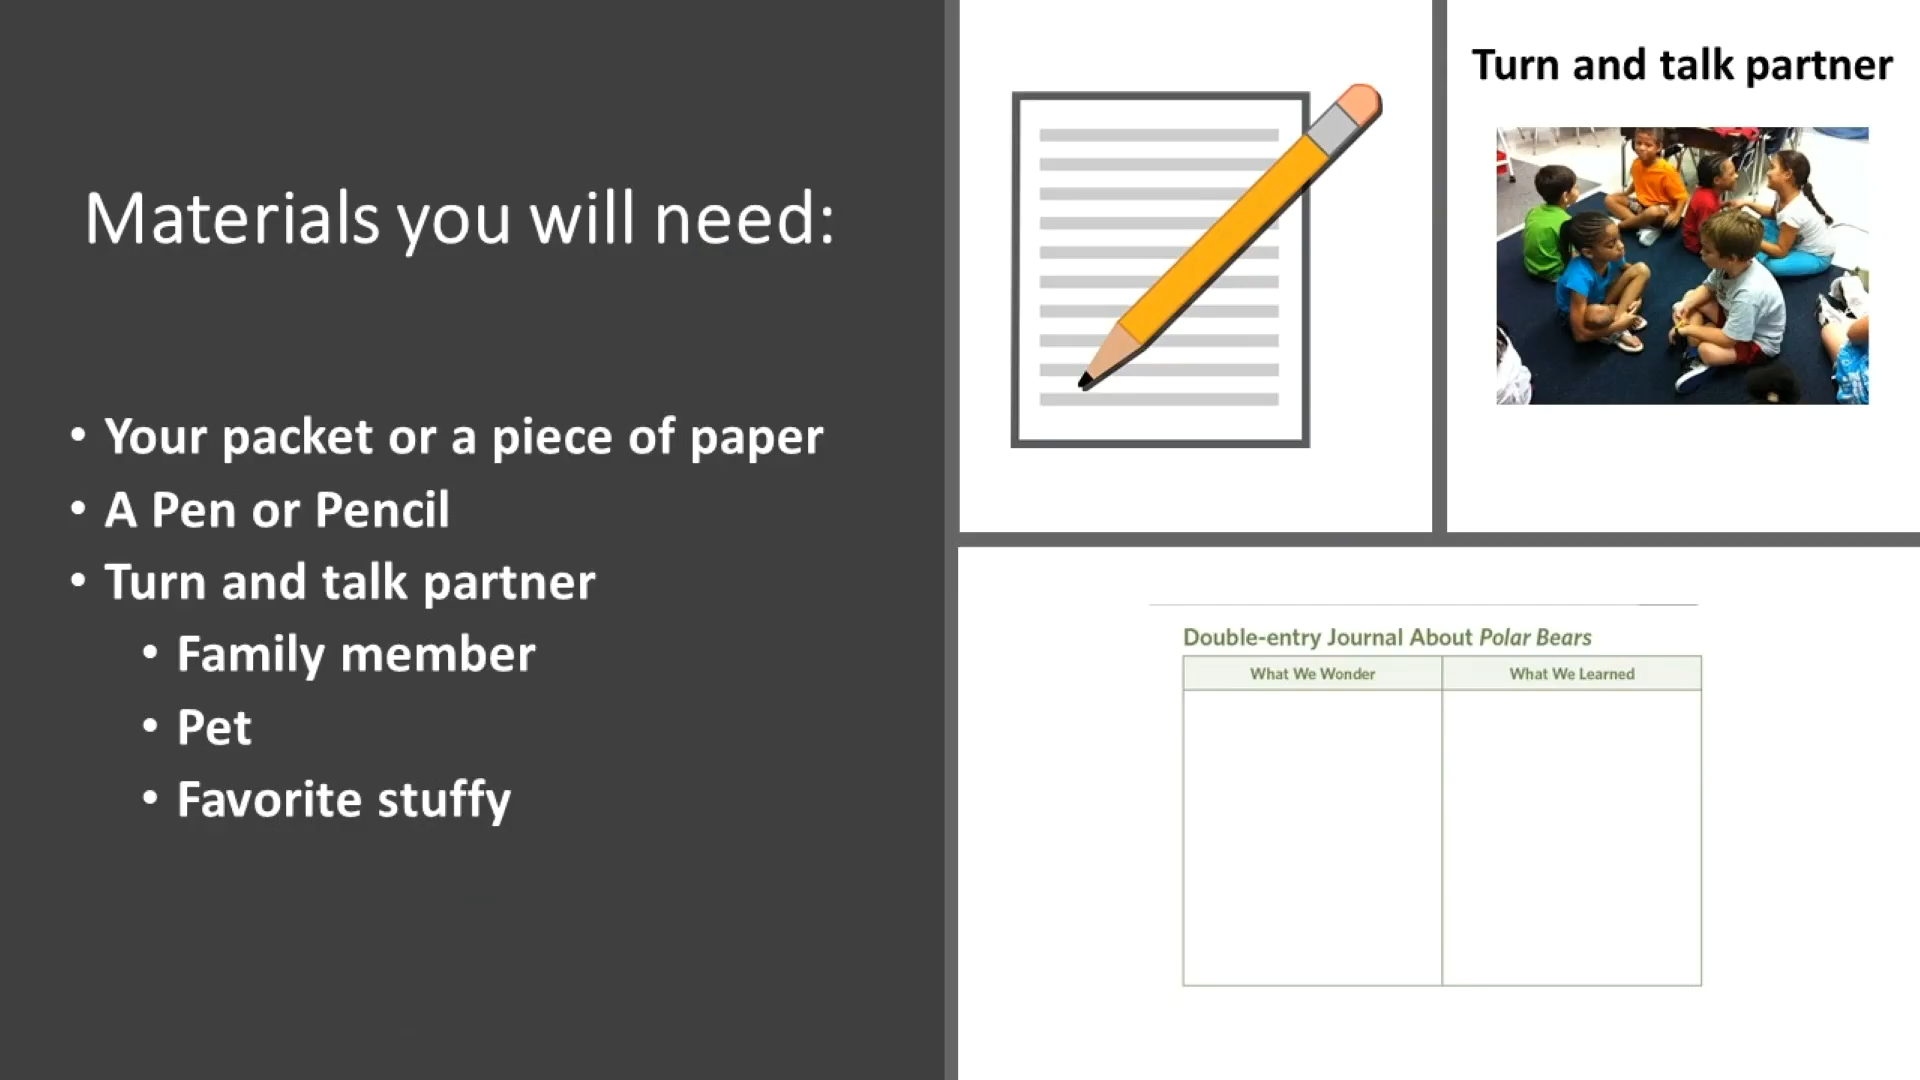 Materials you will need:
• Your packet or a piece of paper
• A Pen or Pencil
• Turn and talk partner
• Family member
• Pet
• Favorite stuffy
Turn and talk partner
Double-entry Journal About Polar Bears
What We Wonder
What We Learned